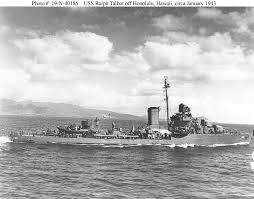 Photo # 19-N-40186 USS Ralph Talbot off Honolulu, Hawaii, circa January 1943